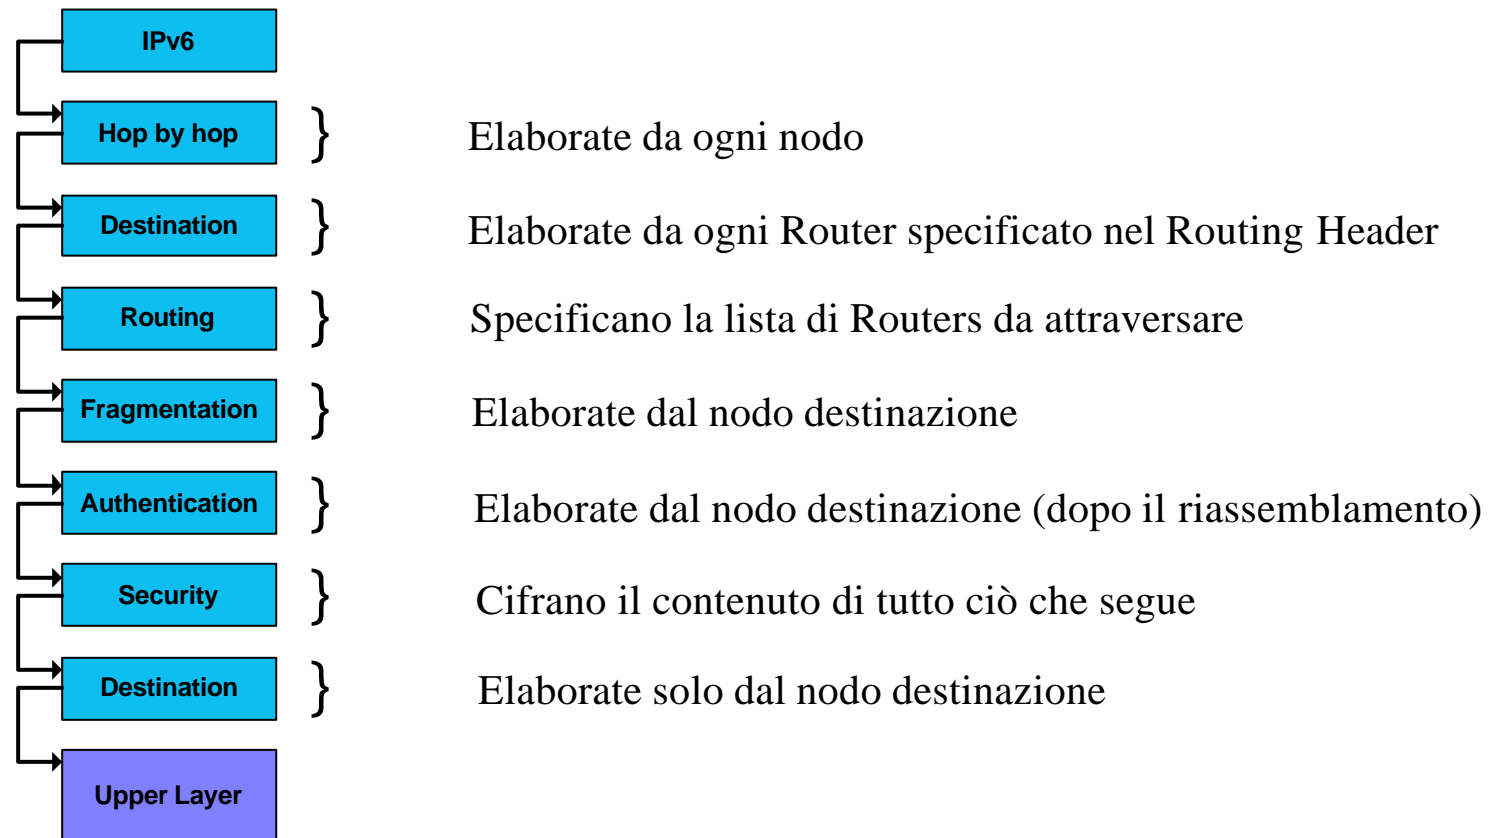 IPv6
Hop by hop } Elaborate da ogni nodo
Destination } Elaborate da ogni Router specificato nel Routing Header
Routing } Specificano la lista di Routers da attraversare
Fragmentation } Elaborate dal nodo destinazione
Authentication } Elaborate dal nodo destinazione (dopo il riassemblamento)
Security } Cifrano il contenuto di tutto ciò che segue
Destination } Elaborate solo dal nodo destinazione
Upper Layer